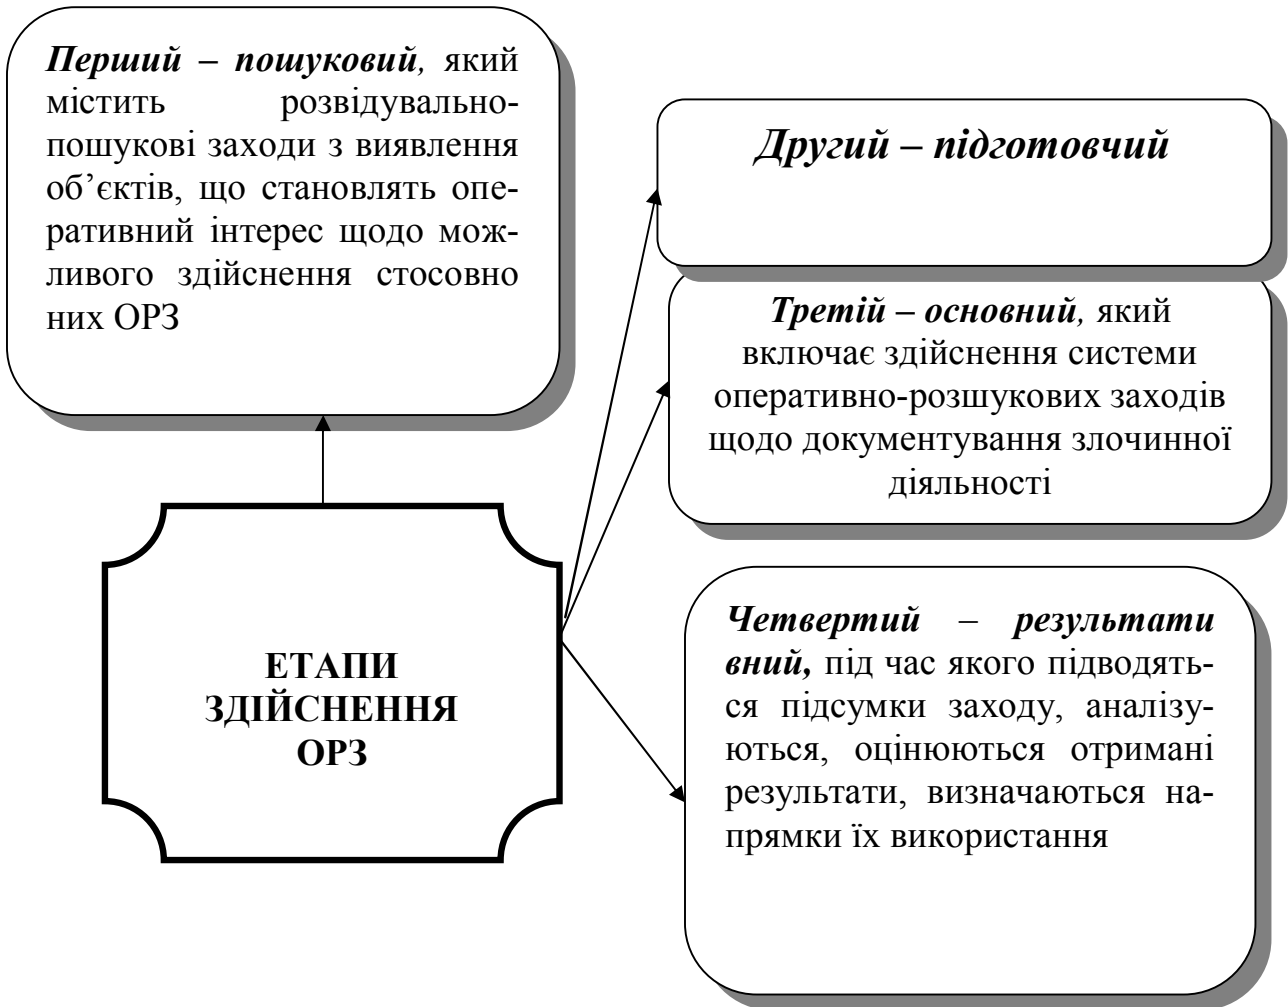 Перший – пошуковий, який
містить розвідувально-
пошукові заходи з виявлення
об’єктів, що становлять опе-
ративний інтерес щодо мож-
ливого здійснення стосовно
них ОРЗ
Другий – підготовчий
Третій – основний, який
включає здійснення системи
оперативно-розшукових заходів
щодо документування злочинної
діяльності
ЕТАПИ
ЗДІЙСНЕННЯ
ОРЗ
Четвертий – результати
вний, під час якого підводять-
ся підсумки заходу, аналізу-
ються, оцінюються отримані
результати, визначаються на-
прямки їх використання